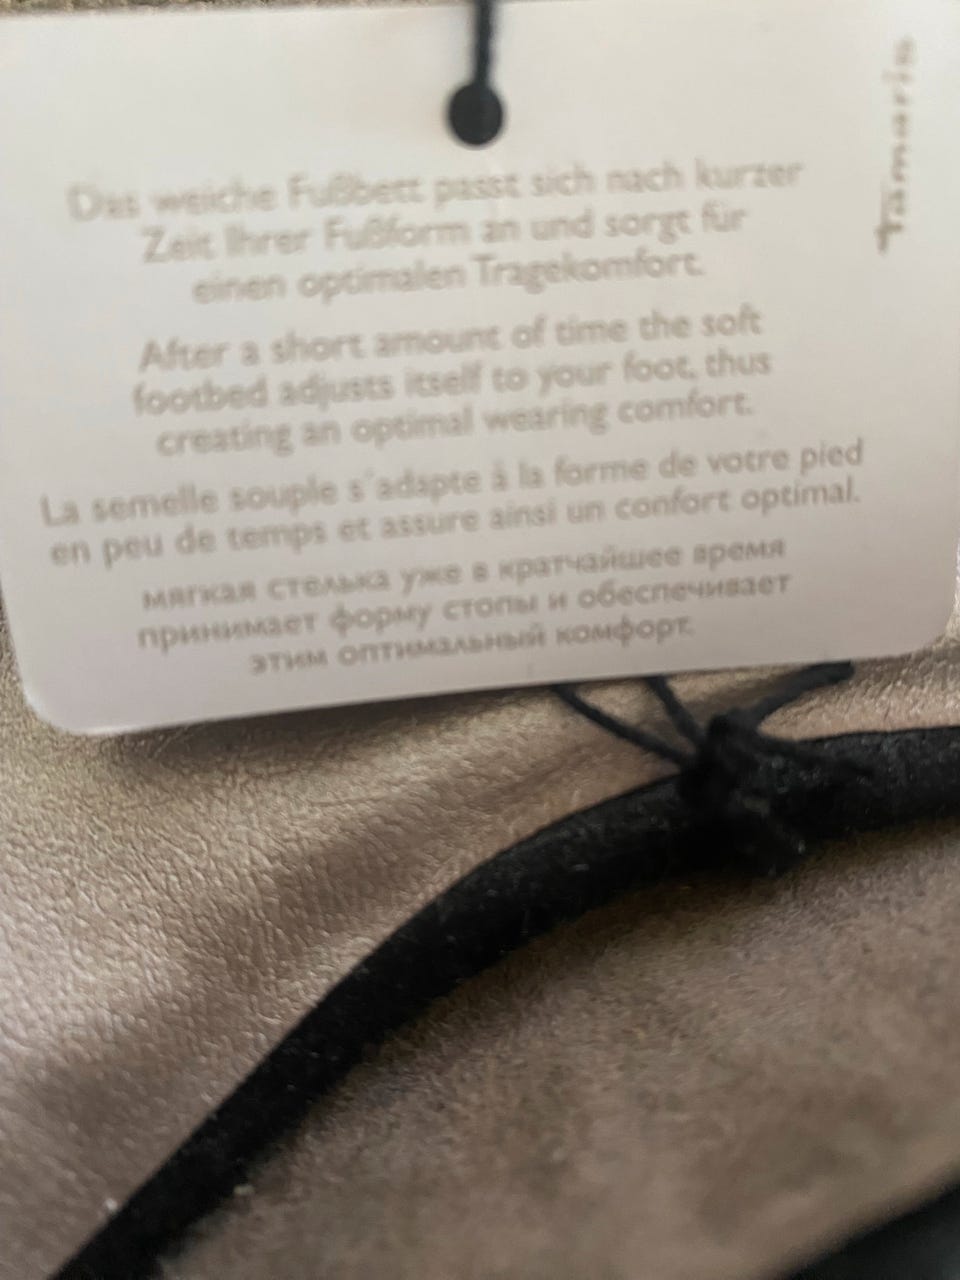 Tamaris
Das weiche Fußbett passt sich nach kurzer
Zeit Ihrer Fußform an und sorgt für
einen optimalen Tragekomfort.
After a short amount of time the soft
footbed adjusts itself to your foot, thus
creating an optimal wearing comfort.
La semelle souple s´adapte à la forme de votre pied
en peu de temps et assure ainsi un confort optimal.
мягкая стелька уже в кратчайшее время
принимает форму стопы и обеспечивает
этим оптимальный комфорт.